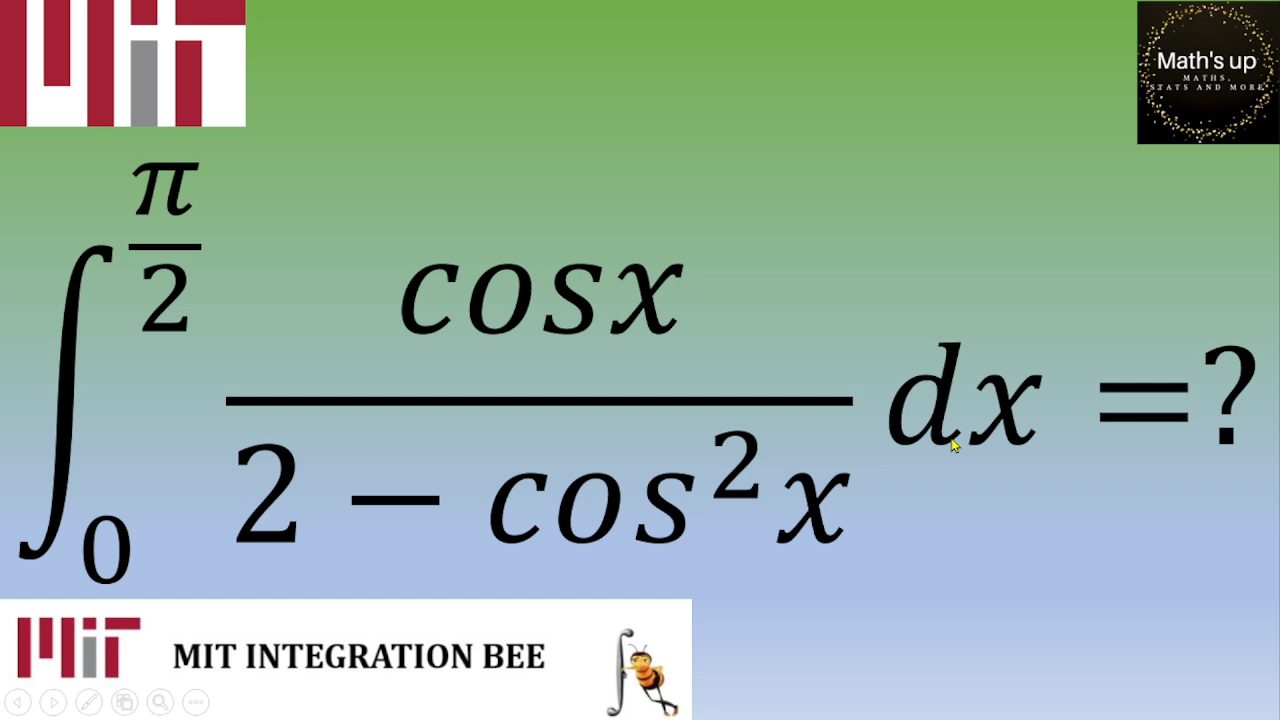 MIT
Math's up
MATHS,
STATS AND MORE
∫₀^(π/2) cosx / (2 − cos²x) dx =?
MIT
MIT INTEGRATION BEE